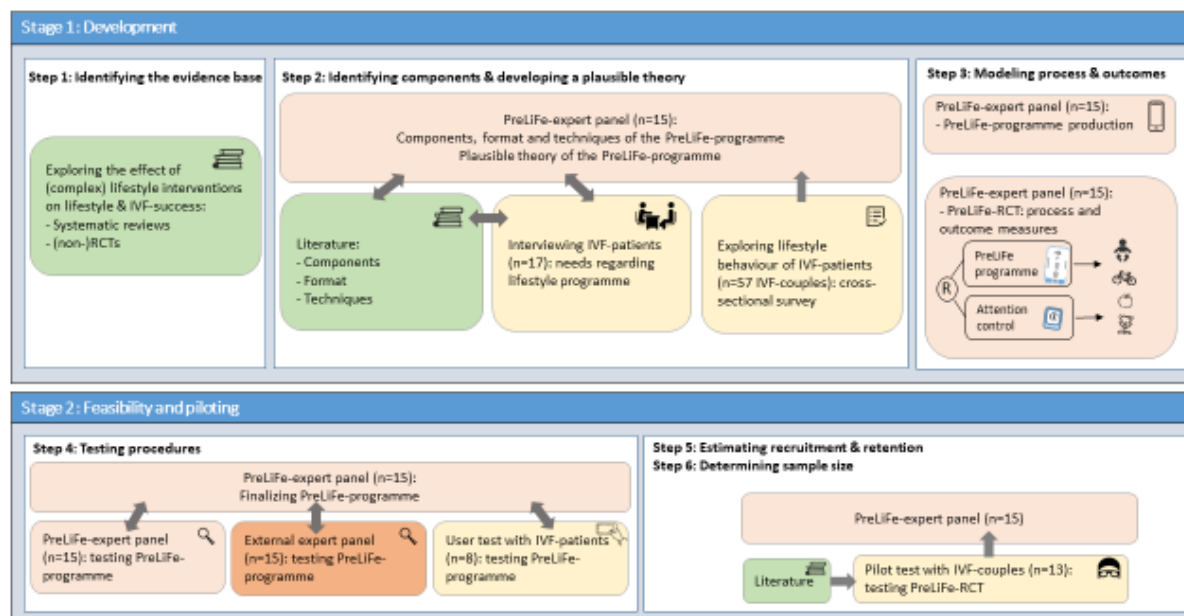 Stage 1: Development
Step 1: Identifying the evidence base
Exploring the effect of
(complex) lifestyle interventions
on lifestyle & IVF-success:
- Systematic reviews
- (non-)RCTs
Step 2: Identifying components & developing a plausible theory
PreLiFe-expert panel (n=15):
Components, format and techniques of the PreLiFe-programme
Plausible theory of the PreLiFe-programme
Literature:
- Components
- Format
- Techniques
Interviewing IVF-patients
(n=17): needs regarding
lifestyle programme
Exploring lifestyle
behaviour of IVF-patients
(n=57 IVF-couples): cross-
sectional survey
Step 3: Modeling process & outcomes
PreLiFe-expert panel (n=15):
- PreLiFe-programme production
PreLiFe-expert panel (n=15):
- PreLiFe-RCT: process and
outcome measures
R
PreLiFe
programme
Attention
control
Stage 2: Feasibility and piloting
Step 4: Testing procedures
PreLiFe-expert panel (n=15):
Finalizing PreLiFe-programme
PreLiFe-expert panel
(n=15): testing PreLiFe-
programme
External expert panel
(n=15): testing PreLiFe-
programme
User test with IVF-patients
(n=8): testing PreLiFe-
programme
Step 5: Estimating recruitment & retention
Step 6: Determining sample size
PreLiFe-expert panel (n=15)
Literature
Pilot test with IVF-couples (n=13):
testing PreLiFe-RCT